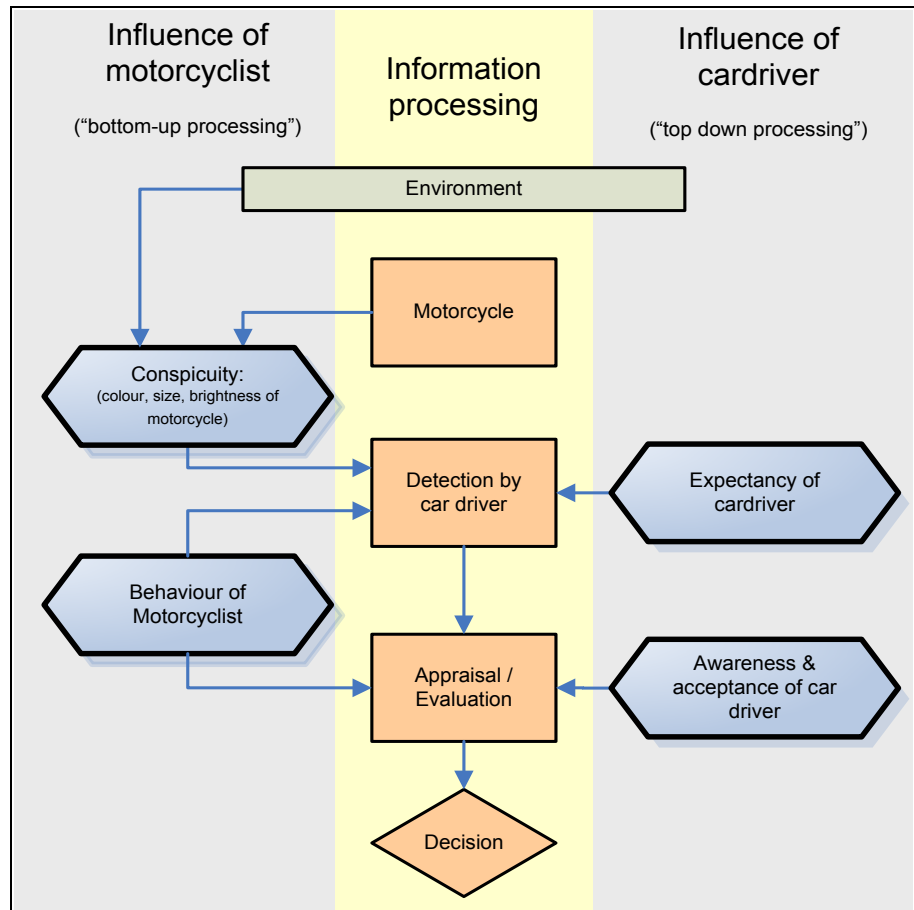 Influence of
motorcyclist
("bottom-up processing")
Information
processing
Influence of
cardriver
("top down processing")
Environment
Motorcycle
Conspicuity:
(colour, size, brightness of
motorcycle)
Detection by
car driver
Expectancy of
cardriver
Behaviour of
Motorcyclist
Appraisal /
Evaluation
Awareness &
acceptance of car
driver
Decision